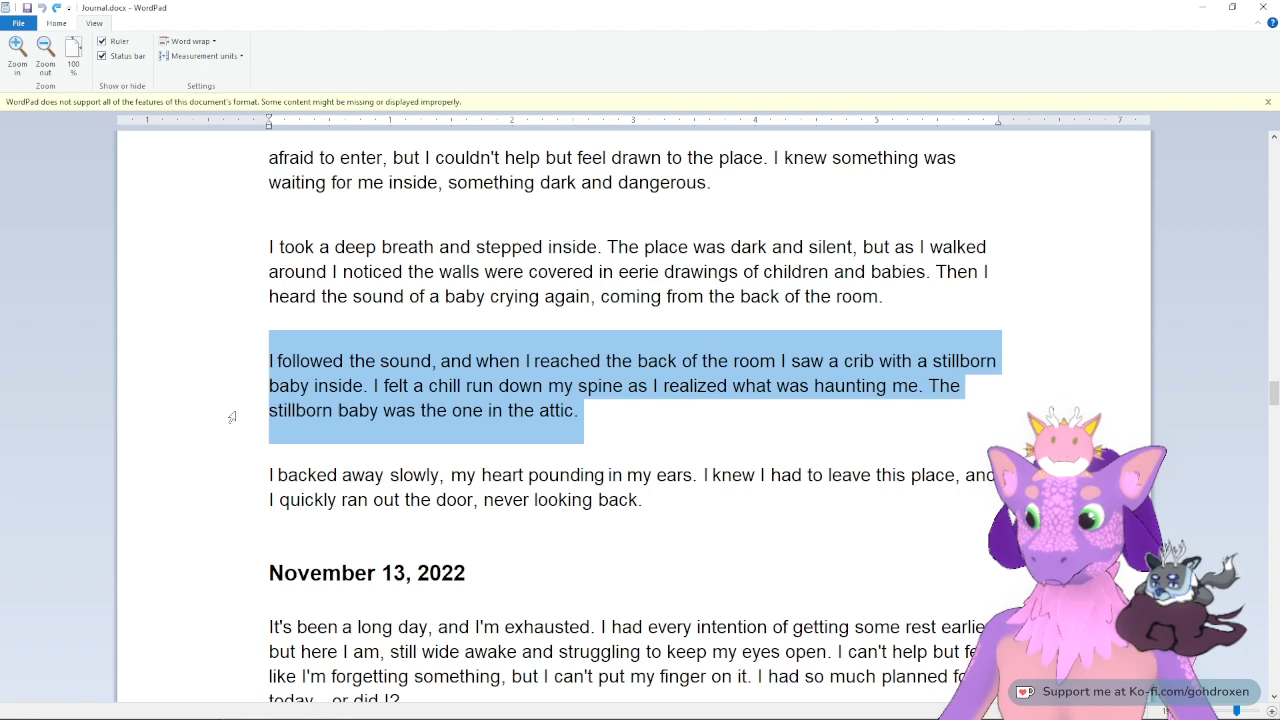 Journal.docx - WordPad
File
Home
View
Zoom in
Zoom out
100 %
Ruler
Status bar
Word wrap
Measurement units
Zoom
Show or hide
Settings
WordPad does not support all of the features of this document's format. Some content might be missing or displayed improperly.
1 1 2 3 4 5 7
afraid to enter, but I couldn't help but feel drawn to the place. I knew something was
waiting for me inside, something dark and dangerous.
I took a deep breath and stepped inside. The place was dark and silent, but as I walked
around I noticed the walls were covered in eerie drawings of children and babies. Then I
heard the sound of a baby crying again, coming from the back of the room.
I followed the sound, and when I reached the back of the room I saw a crib with a stillborn
baby inside. I felt a chill run down my spine as I realized what was haunting me. The
stillborn baby was the one in the attic.
I backed away slowly, my heart pounding in my ears. I knew I had to leave this place, and
I quickly ran out the door, never looking back.
November 13, 2022
It's been a long day, and I'm exhausted. I had every intention of getting some rest earlie
but here I am, still wide awake and struggling to keep my eyes open. I can't help but fe
like I'm forgetting something, but I can't put my finger on it. I had so much planned fo
today... or did I?
Support me at Ko-fi.com/gohdroxen